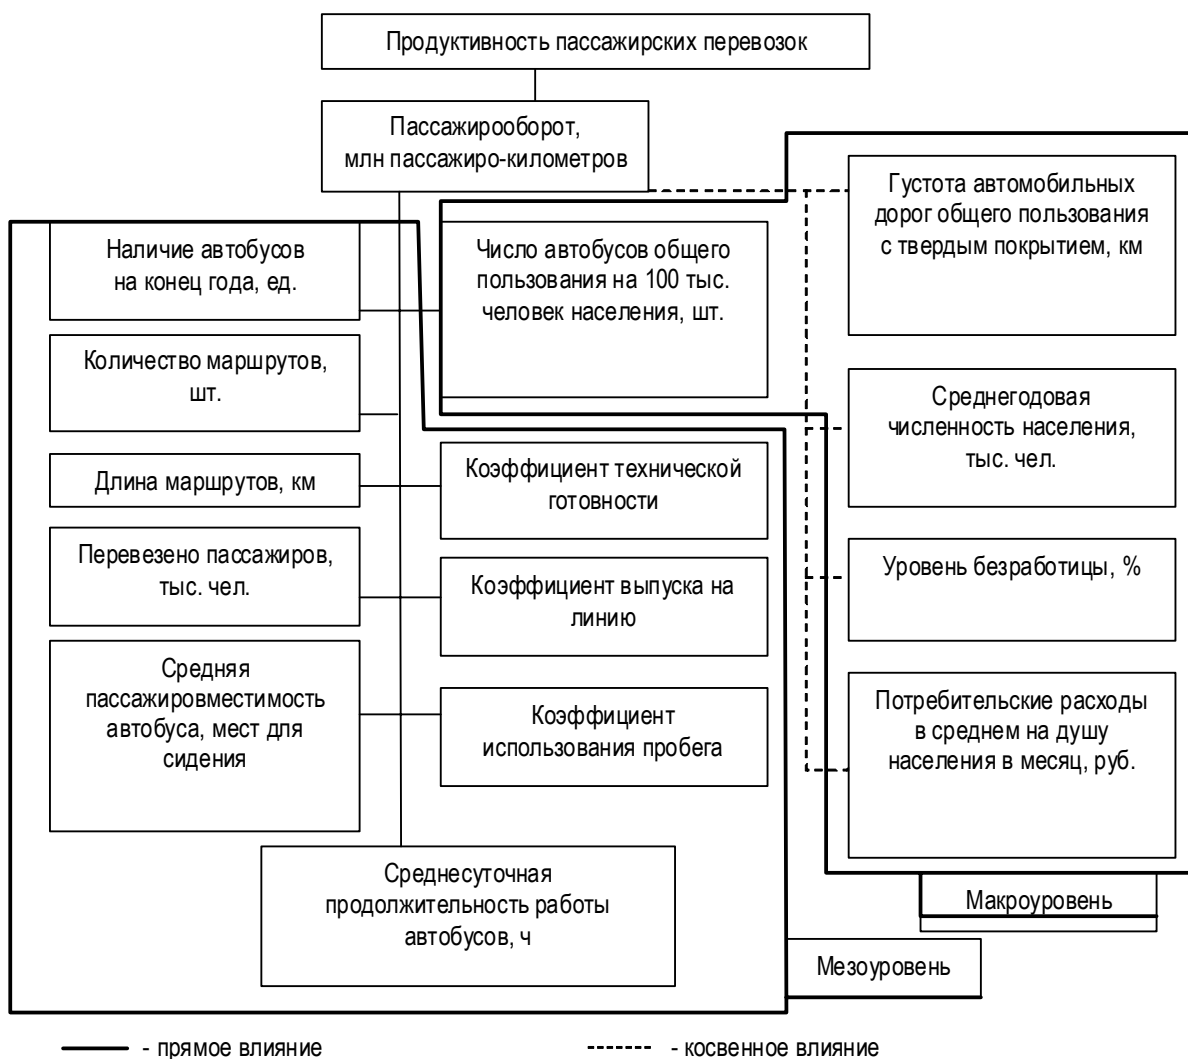 Продуктивность пассажирских перевозок
Пассажирооборот,
млн пассажиро-километров
Наличие автобусов
на конец года, ед.
Количество маршрутов,
шт.
Длина маршрутов, км
Перевезено пассажиров,
тыс. чел.
Средняя
пассажировместимость
автобуса, мест для
сидения
Число автобусов общего
пользования на 100 тыс.
человек населения, шт.
Коэффициент технической
готовности
Коэффициент выпуска на
линию
Коэффициент
использования пробега
Среднесуточная
продолжительность работы
автобусов, ч
Густота автомобильных
дорог общего пользования
с твердым покрытием, км
Среднегодовая
численность населения,
тыс. чел.
Уровень безработицы, %
Потребительские расходы
в среднем на душу
населения в месяц, руб.
Макроуровень
Мезоуровень
- прямое влияние
- косвенное влияние